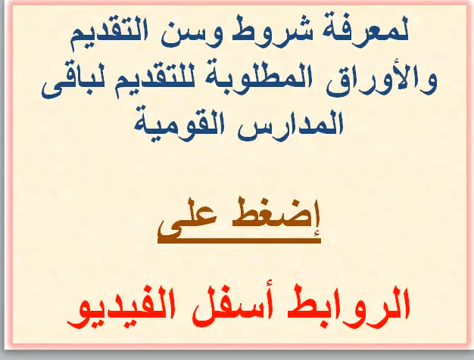 لمعرفة شروط وسن التقديم
والأوراق المطلوبة للتقديم لباقى
المدارس القومية
إضغط على
الروابط أسفل الفيديو